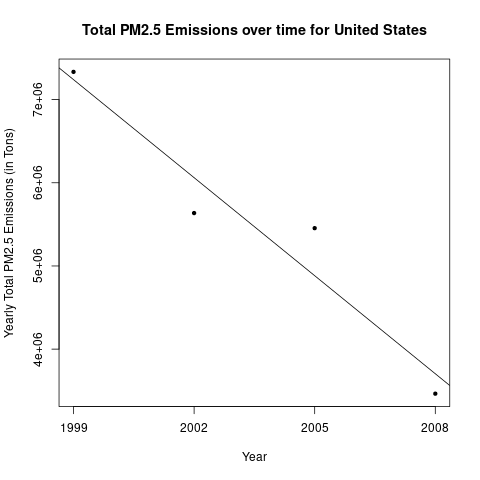 Total PM2.5 Emissions over time for United States
Yearly Total PM2.5 Emissions (in Tons)
7e+06
6e+06
5e+06
4e+06
1999 2002 2005 2008
Year